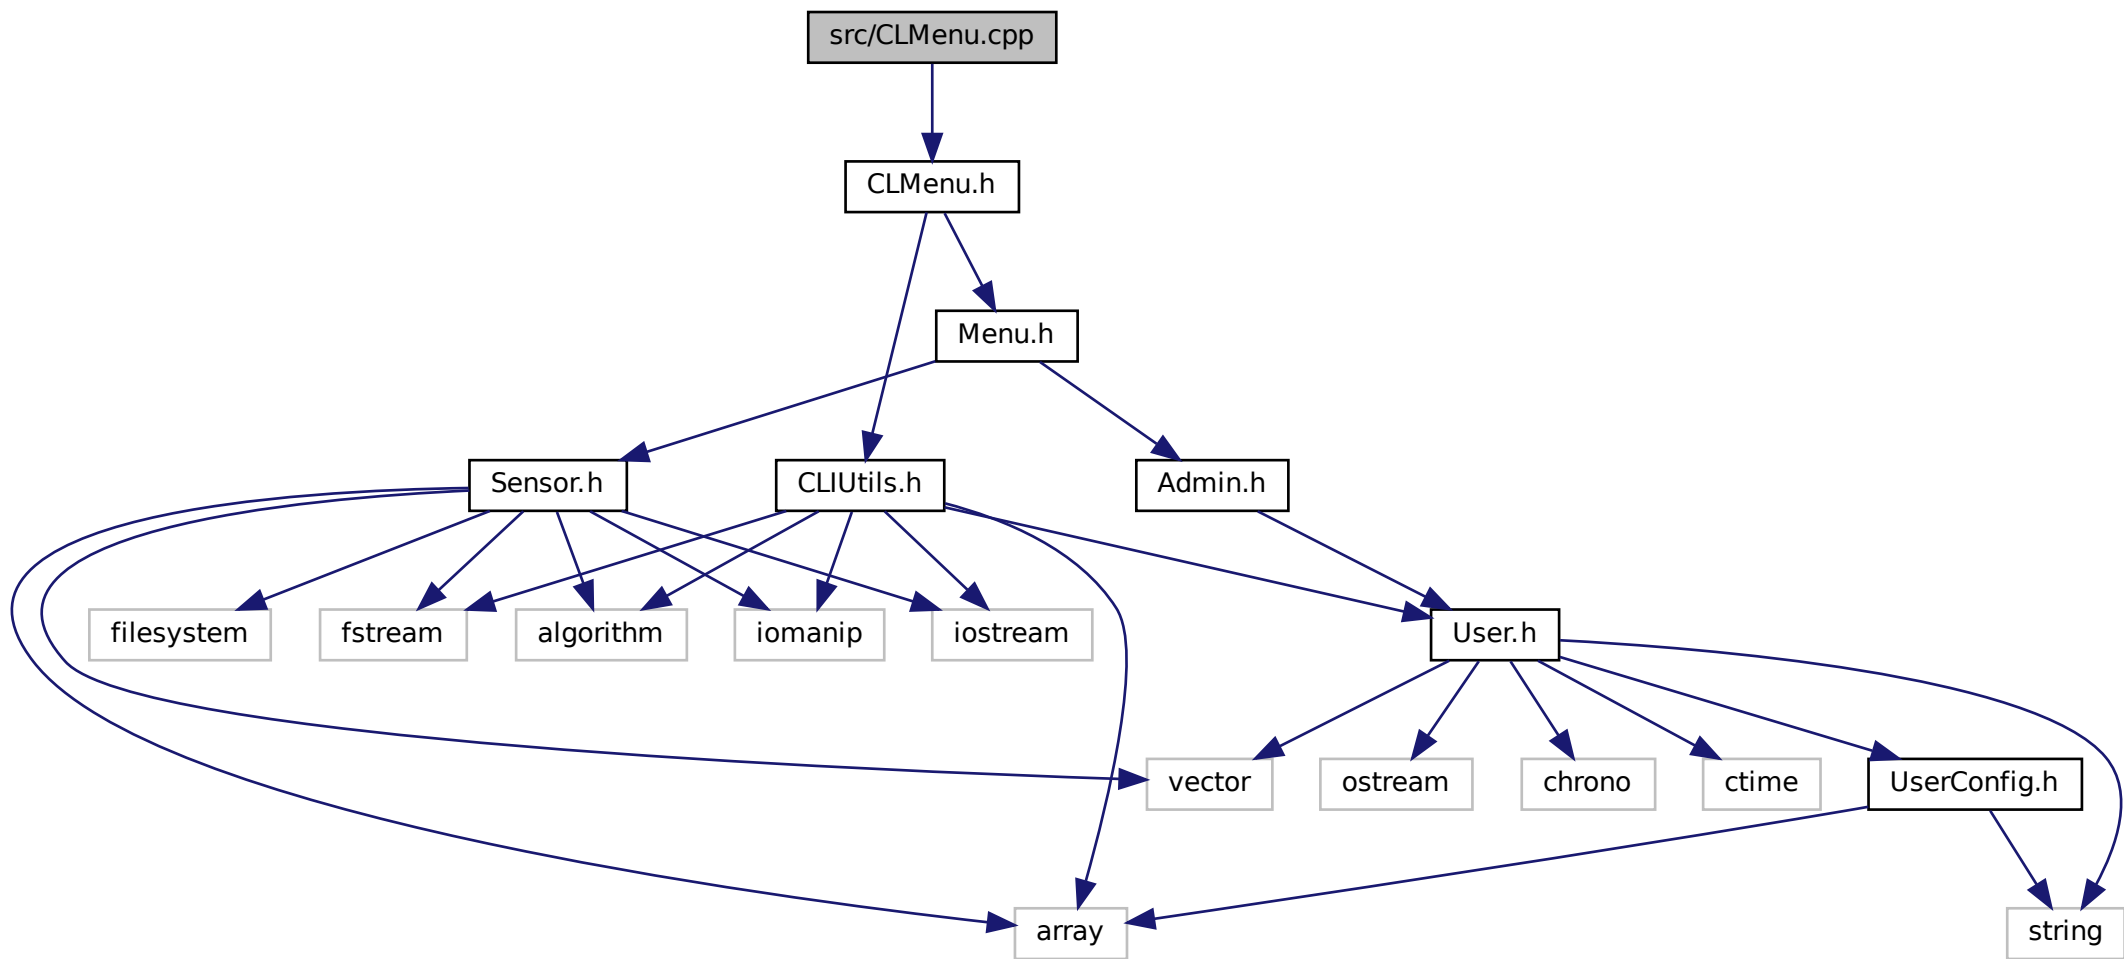 src/CLMenu.cpp
CLMenu.h
Menu.h
Sensor.h
CLIUtils.h
Admin.h
filesystem
fstream
algorithm
iomanip
iostream
User.h
vector
ostream
chrono
ctime
UserConfig.h
array
string